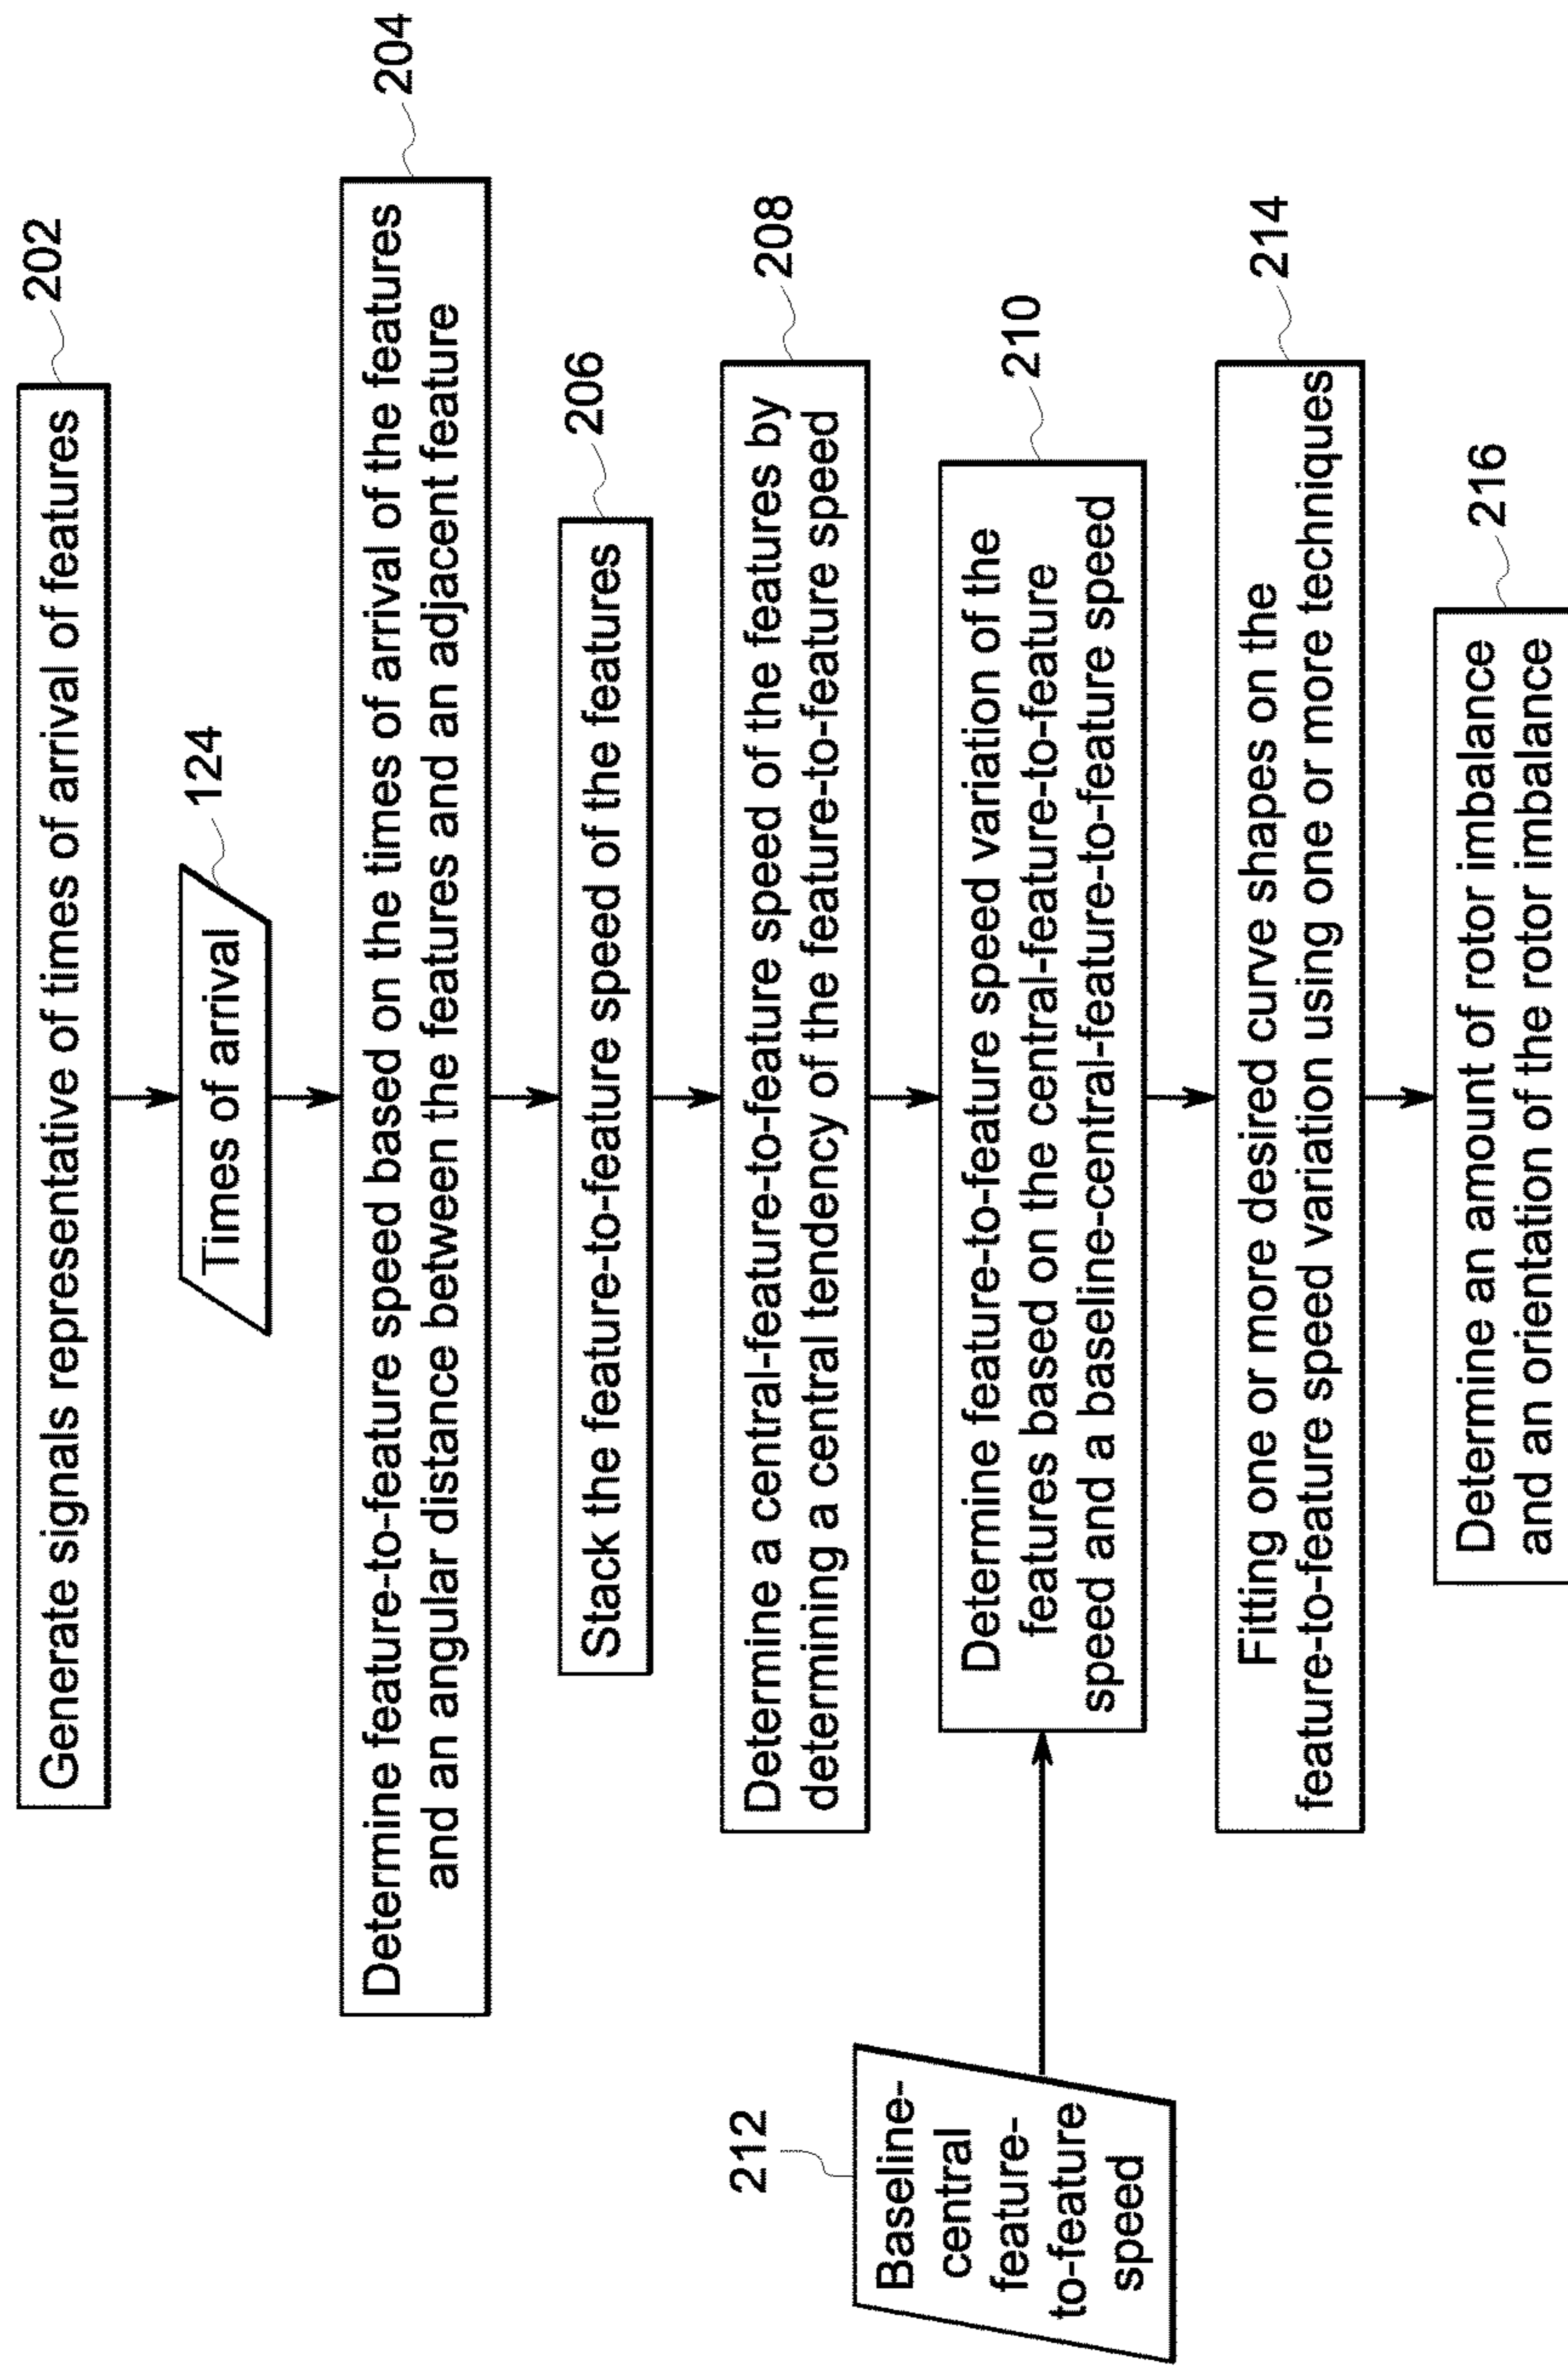 Generate signals representative of times of arrival of features
202
Times of arrival
124
Determine feature-to-feature speed based on the times of arrival of the features
and an angular distance between the features and an adjacent feature
204
Stack the feature-to-feature speed of the features
206
Determine a central-feature-to-feature speed of the features by
determining a central tendency of the feature-to-feature speed
208
212
Baseline-
central
feature-
to-feature
speed
Determine feature-to-feature speed variation of the
features based on the central-feature-to-feature
speed and a baseline-central-feature-to-feature speed
210
Fitting one or more desired curve shapes on the
feature-to-feature speed variation using one or more techniques
214
Determine an amount of rotor imbalance
and an orientation of the rotor imbalance
216